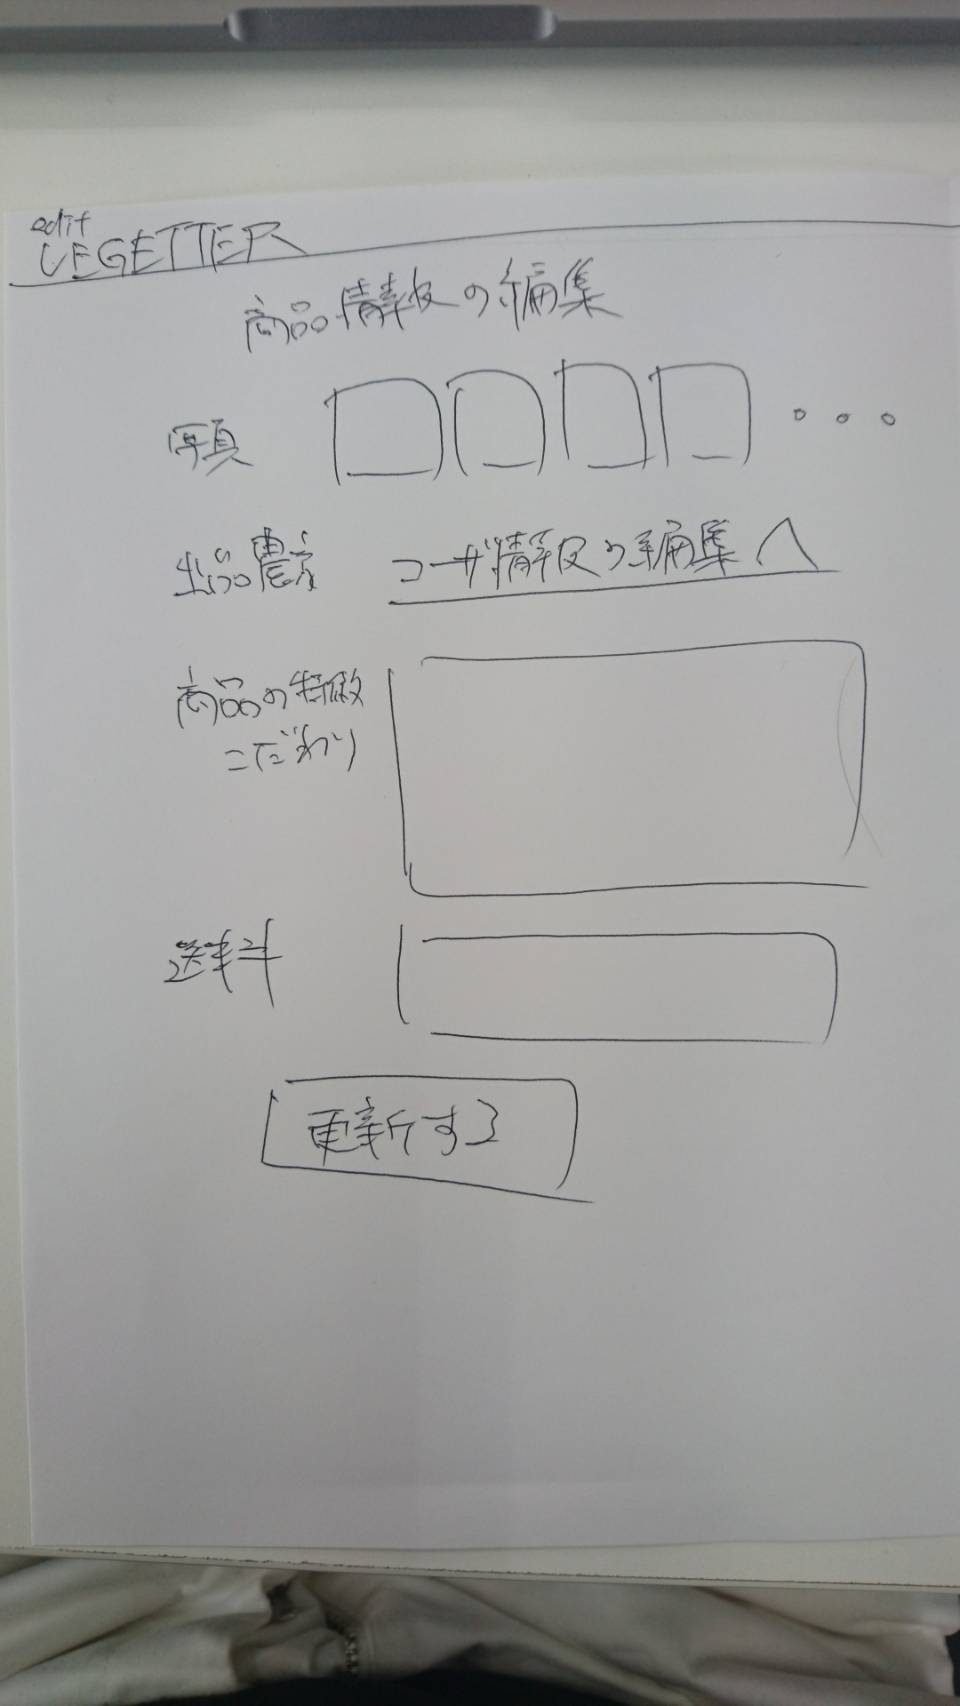 edit
VEGETTER
商品情報の編集
写真
出品農家 ユーザ情報の編集へ
商品の特徴
こだわり
送料
更新する